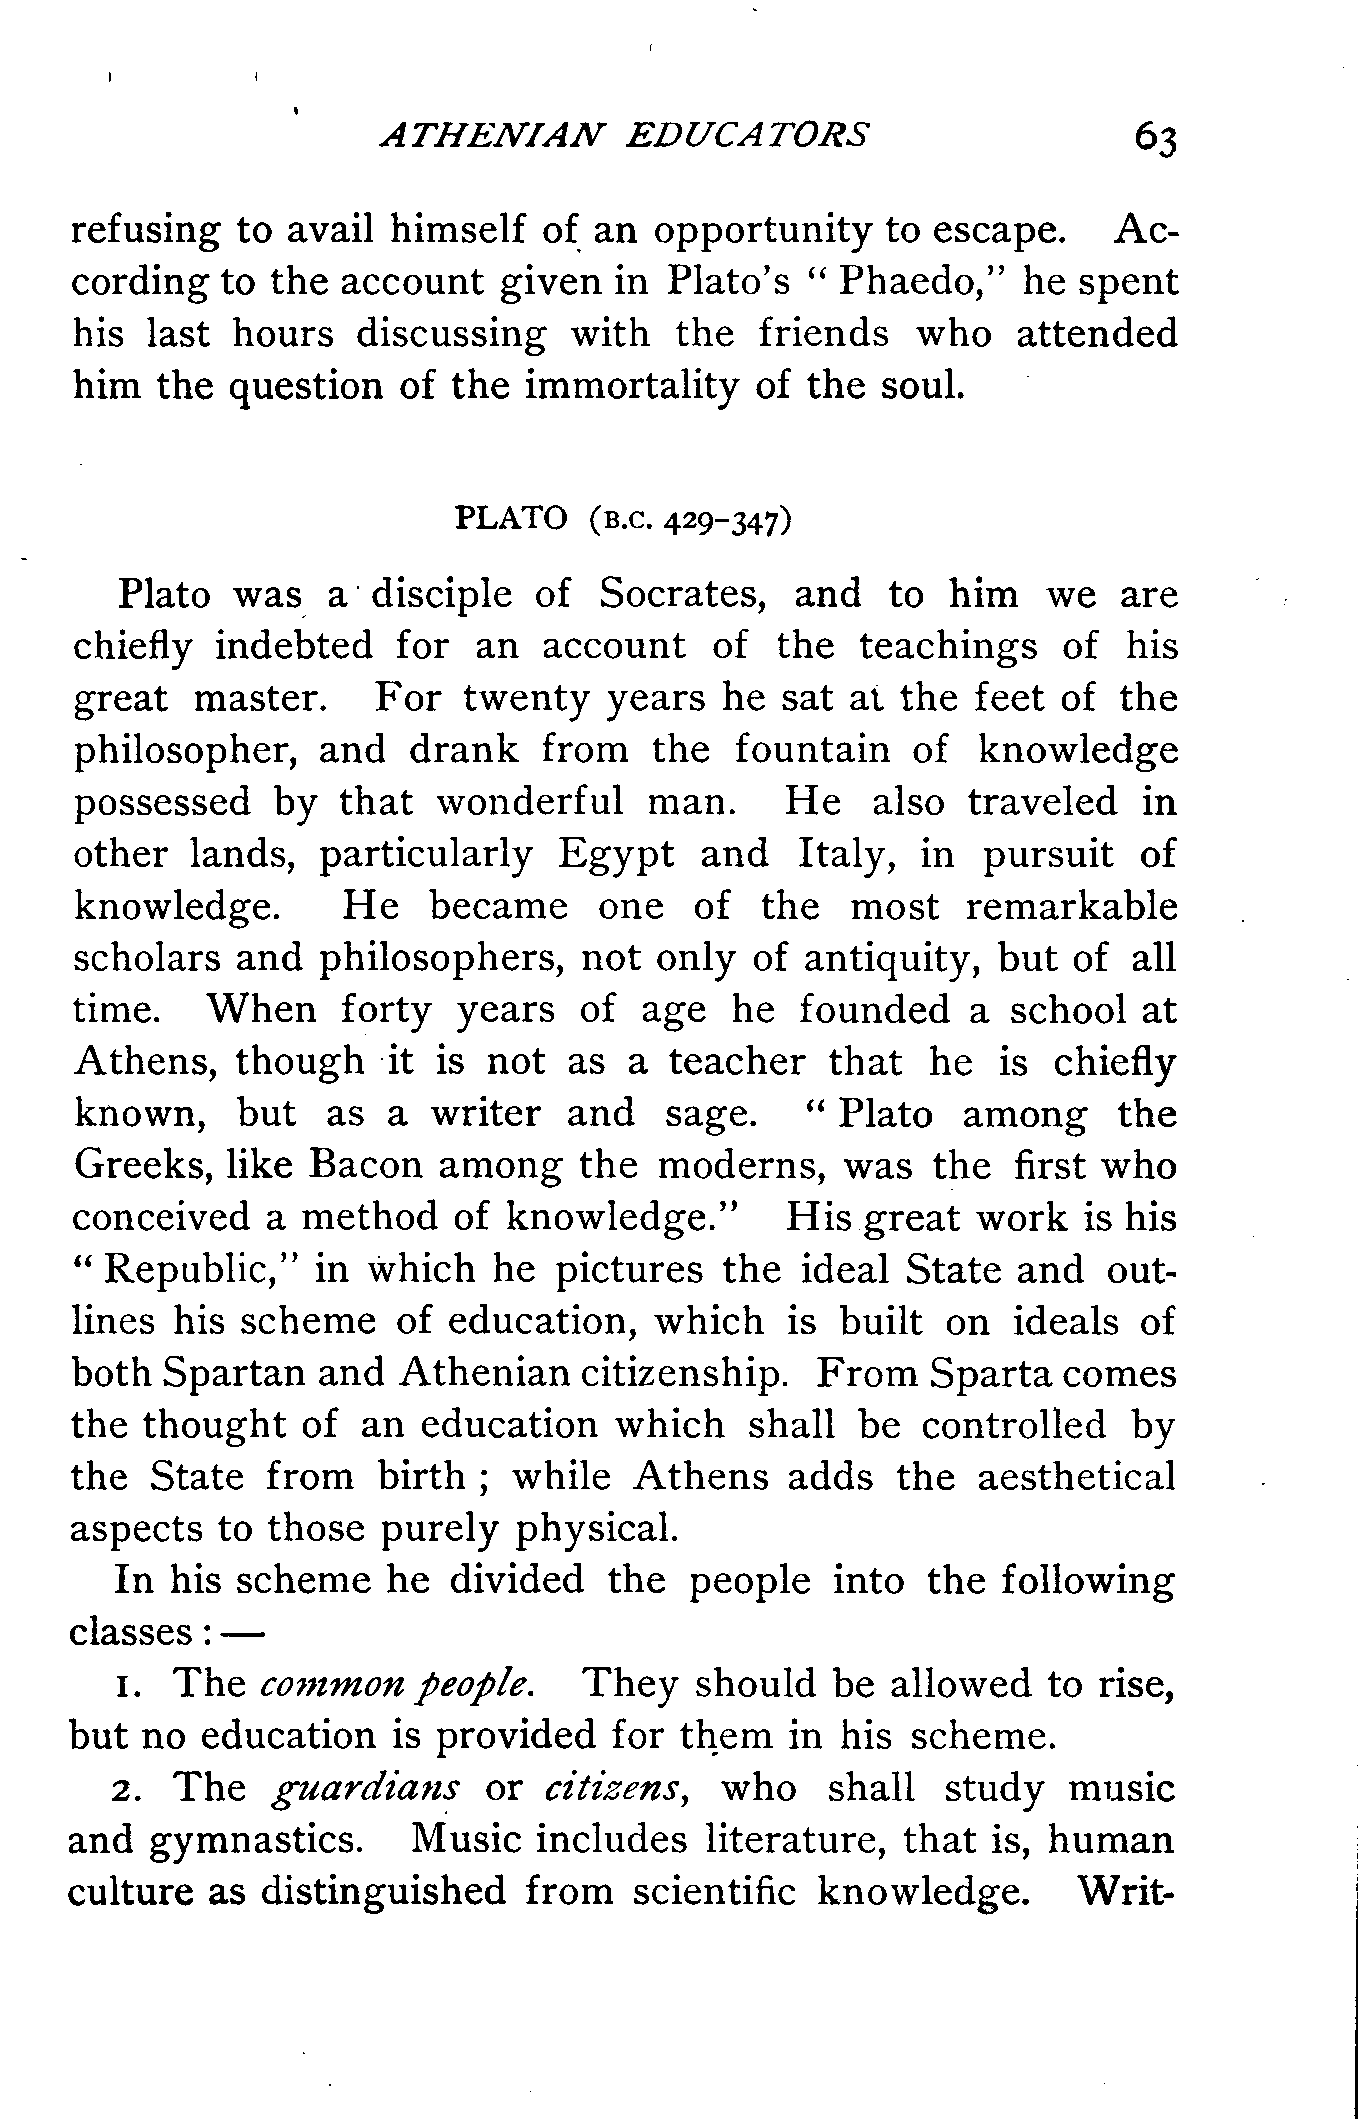 ATHENIAN EDUCATORS 63
refusing to avail himself of an opportunity to escape. Ac-
cording to the account given in Plato's " Phaedo," he spent
his last hours discussing with the friends who attended
him the question of the immortality of the soul.
PLATO (B.C. 429–347)
Plato was a disciple of Socrates, and to him we are
chiefly indebted for an account of the teachings of his
great master. For twenty years he sat at the feet of the
philosopher, and drank from the fountain of knowledge
possessed by that wonderful man. He also traveled in
other lands, particularly Egypt and Italy, in pursuit of
knowledge. He became one of the most remarkable
scholars and philosophers, not only of antiquity, but of all
time. When forty years of age he founded a school at
Athens, though it is not as a teacher that he is chiefly
known, but as a writer and sage. " Plato among the
Greeks, like Bacon among the moderns, was the first who
conceived a method of knowledge." His great work is his
" Republic," in which he pictures the ideal State and out-
lines his scheme of education, which is built on ideals of
both Spartan and Athenian citizenship. From Sparta comes
the thought of an education which shall be controlled by
the State from birth ; while Athens adds the aesthetical
aspects to those purely physical.
In his scheme he divided the people into the following
classes : —
1. The common people. They should be allowed to rise,
but no education is provided for them in his scheme.
2. The guardians or citizens, who shall study music
and gymnastics. Music includes literature, that is, human
culture as distinguished from scientific knowledge. Writ-